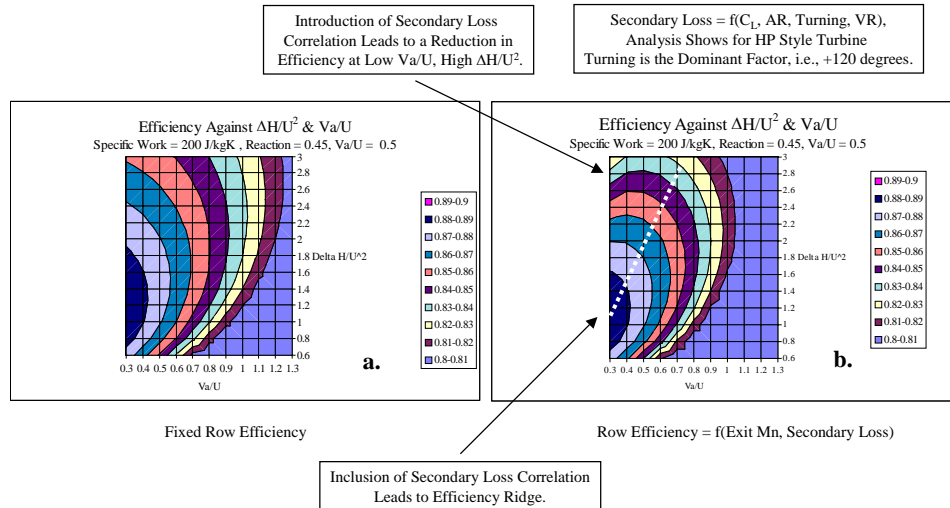 Introduction of Secondary Loss
Correlation Leads to a Reduction in
Efficiency at Low Va/U, High ΔH/U².
Secondary Loss = f(C_L, AR, Turning, VR),
Analysis Shows for HP Style Turbine
Turning is the Dominant Factor, i.e., +120 degrees.
Efficiency Against ΔH/U² & Va/U
Specific Work = 200 J/kgK , Reaction = 0.45, Va/U = 0.5
3
2.8
2.6
2.4
2.2
2
1.8 Delta H/U^2
1.6
1.4
1.2
1
0.8
0.6
0.3 0.4 0.5 0.6 0.7 0.8 0.9 1 1.1 1.2 1.3
Va/U
0.89-0.9
0.88-0.89
0.87-0.88
0.86-0.87
0.85-0.86
0.84-0.85
0.83-0.84
0.82-0.83
0.81-0.82
0.8-0.81
a.
Efficiency Against ΔH/U² & Va/U
Specific Work = 200 J/kgK , Reaction = 0.45, Va/U = 0.5
3
2.8
2.6
2.4
2.2
2
1.8 Delta H/U^2
1.6
1.4
1.2
1
0.8
0.6
0.3 0.4 0.5 0.6 0.7 0.8 0.9 1 1.1 1.2 1.3
Va/U
0.89-0.9
0.88-0.89
0.87-0.88
0.86-0.87
0.85-0.86
0.84-0.85
0.83-0.84
0.82-0.83
0.81-0.82
0.8-0.81
b.
Fixed Row Efficiency
Row Efficiency = f(Exit Mn, Secondary Loss)
Inclusion of Secondary Loss Correlation
Leads to Efficiency Ridge.